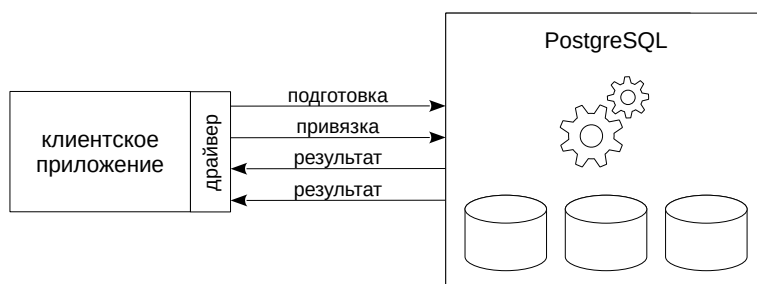 PostgreSQL
клиентское
приложение
драйвер
подготовка
привязка
результат
результат